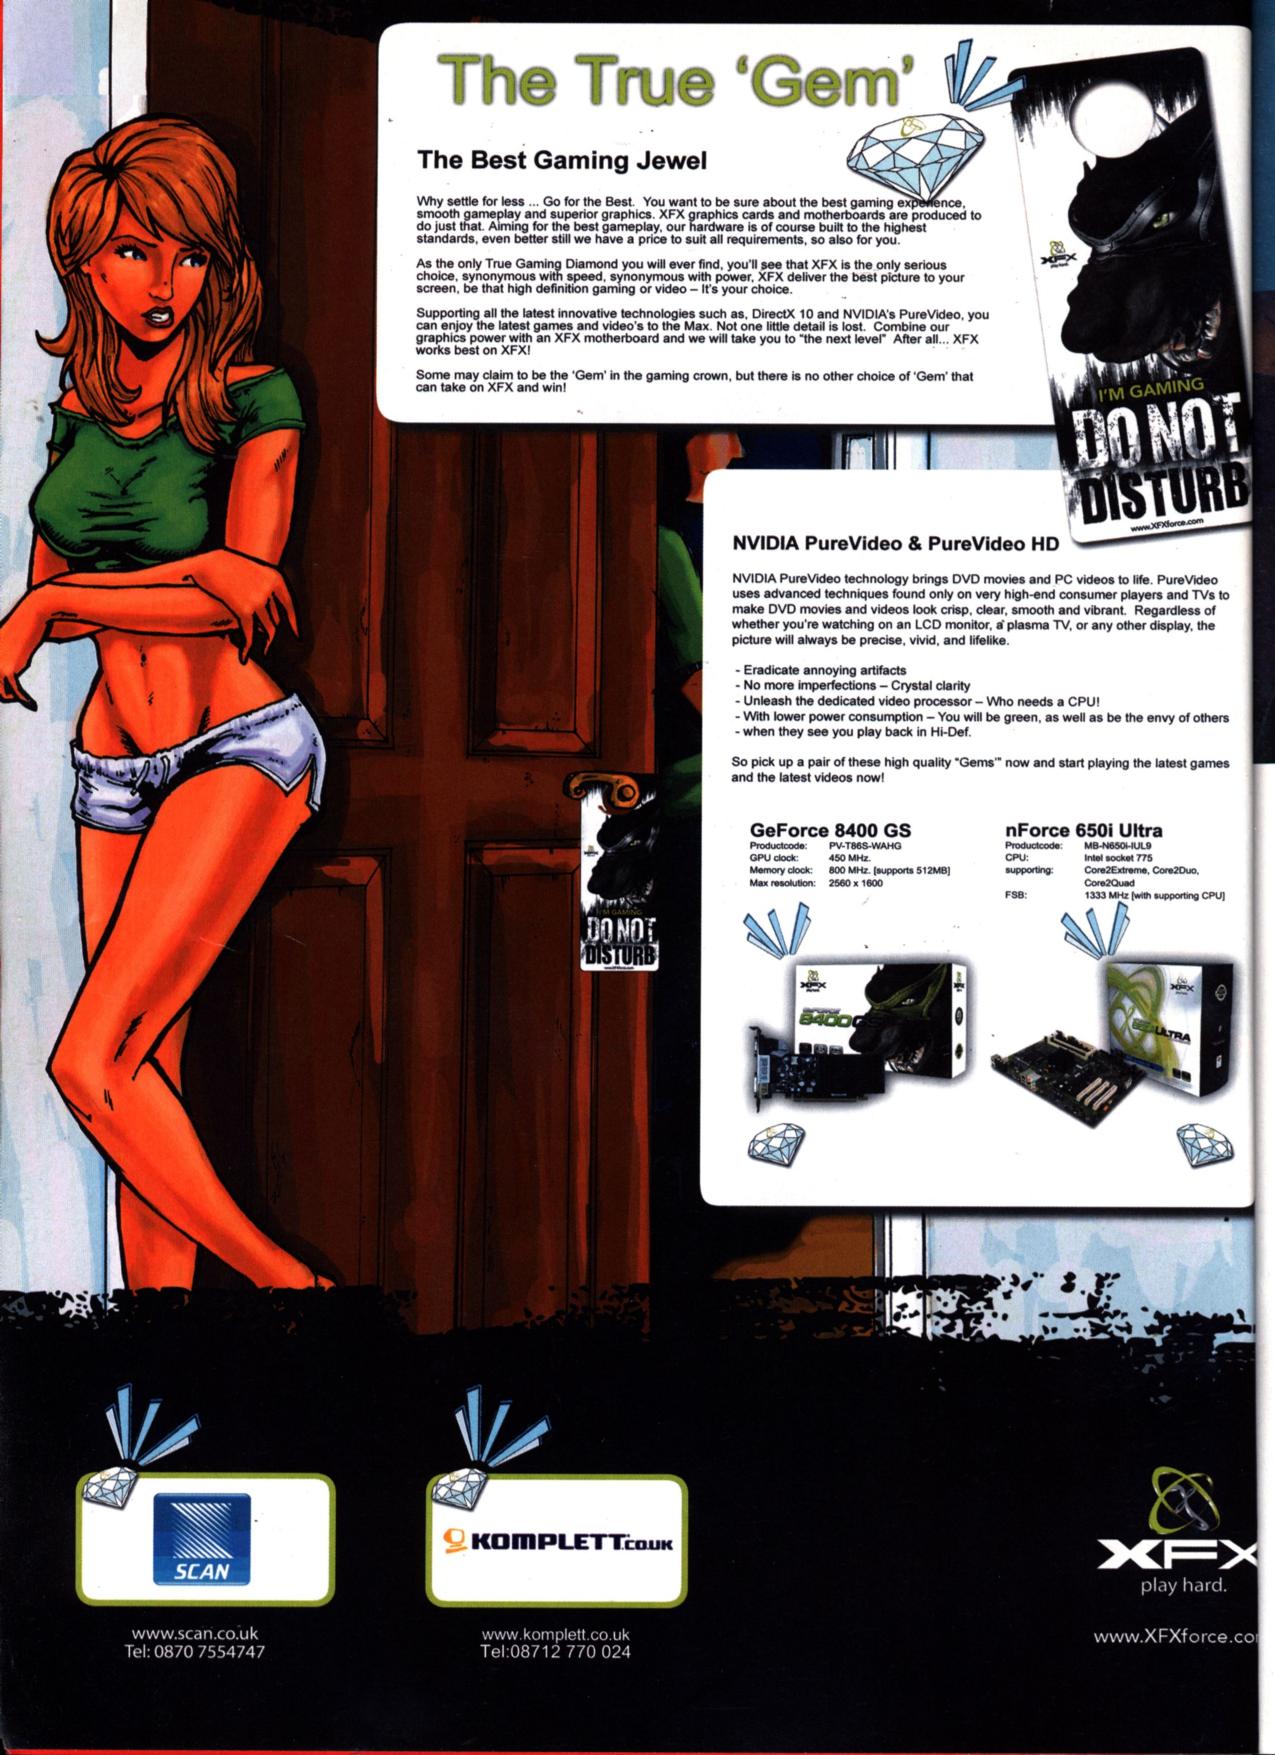 The True ‘Gem’
The Best Gaming Jewel
Why settle for less ... Go for the Best. You want to be sure about the best gaming experience,
smooth gameplay and superior graphics. XFX graphics cards and motherboards are produced to
do just that. Aiming for the best gameplay, our hardware is of course built to the highest
standards, even better still we have a price to suit all requirements, so also for you.
As the only True Gaming Diamond you will ever find, you'll see that XFX is the only serious
choice, synonymous with speed, synonymous with power, XFX deliver the best picture to your
screen, be that high definition gaming or video – It's your choice.
Supporting all the latest innovative technologies such as, DirectX 10 and NVIDIA's PureVideo, you
can enjoy the latest games and video's to the Max. Not one little detail is lost. Combine our
graphics power with an XFX motherboard and we will take you to "the next level" After all... XFX
works best on XFX!
Some may claim to be the 'Gem' in the gaming crown, but there is no other choice of 'Gem' that
can take on XFX and win!
XFX
play hard.
I'M GAMING
DO NOT
DISTURB
www.XFXforce.com
NVIDIA PureVideo & PureVideo HD
NVIDIA PureVideo technology brings DVD movies and PC videos to life. PureVideo
uses advanced techniques found only on very high-end consumer players and TVs to
make DVD movies and videos look crisp, clear, smooth and vibrant. Regardless of
whether you're watching on an LCD monitor, a plasma TV, or any other display, the
picture will always be precise, vivid, and lifelike.
- Eradicate annoying artifacts
- No more imperfections – Crystal clarity
- Unleash the dedicated video processor – Who needs a CPU!
- With lower power consumption – You will be green, as well as be the envy of others
- when they see you play back in Hi-Def.
So pick up a pair of these high quality "Gems'" now and start playing the latest games
and the latest videos now!
GeForce 8400 GS
Productcode: PV-T86S-WAHG
GPU clock: 450 MHz.
Memory clock: 800 MHz. [supports 512MB]
Max resolution: 2560 x 1600
nForce 650i Ultra
Productcode: MB-N650i-IUL9
CPU: Intel socket 775
supporting: Core2Extreme, Core2Duo,
Core2Quad
FSB: 1333 MHz [with supporting CPU]
I'M GAMING
DO NOT
DISTURB
www.XFXforce.com
XFX
GEFORCE
8400GS
XFX
ULTRA
SCAN
www.scan.co.uk
Tel: 0870 7554747
KOMPLETT.co.uk
www.komplett.co.uk
Tel:08712 770 024
XFX
play hard.
www.XFXforce.co